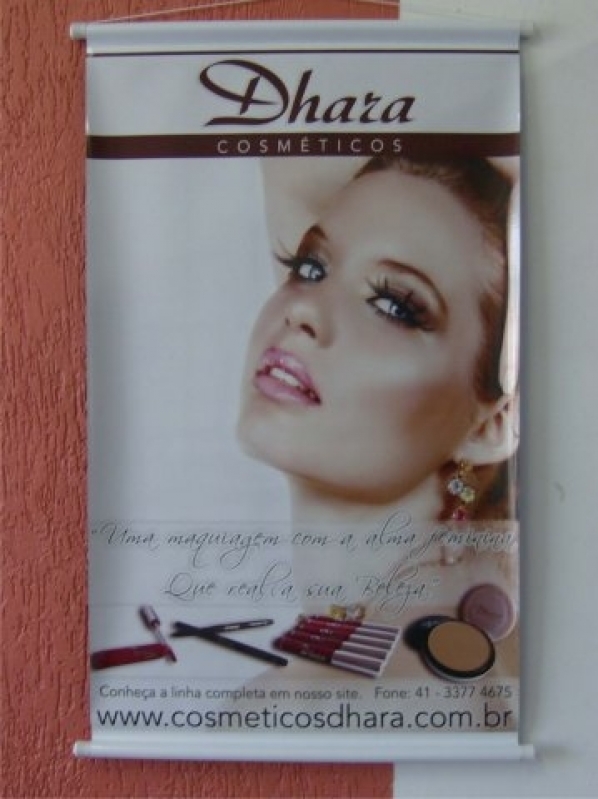 Dhara
COSMÉTICOS
"Uma maquiagem com a alma feminina
Que realça sua Beleza"
Conheça a linha completa em nosso site. Fone: 41 - 3377 4675
www.cosmeticosdhara.com.br